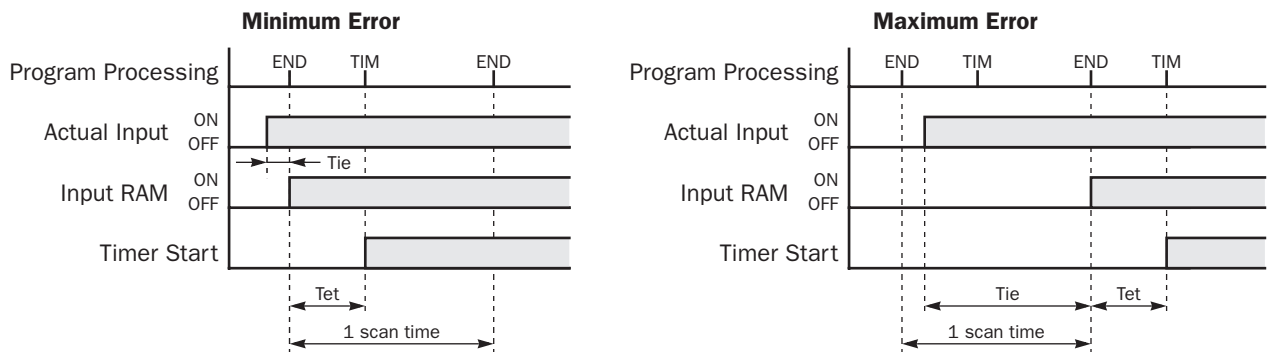 Minimum Error
Program Processing
END TIM END
Actual Input ON
OFF
Tie
Input RAM ON
OFF
Timer Start
Tet
1 scan time
Maximum Error
Program Processing
END TIM END TIM
Actual Input ON
OFF
Input RAM ON
OFF
Timer Start
Tie Tet
1 scan time